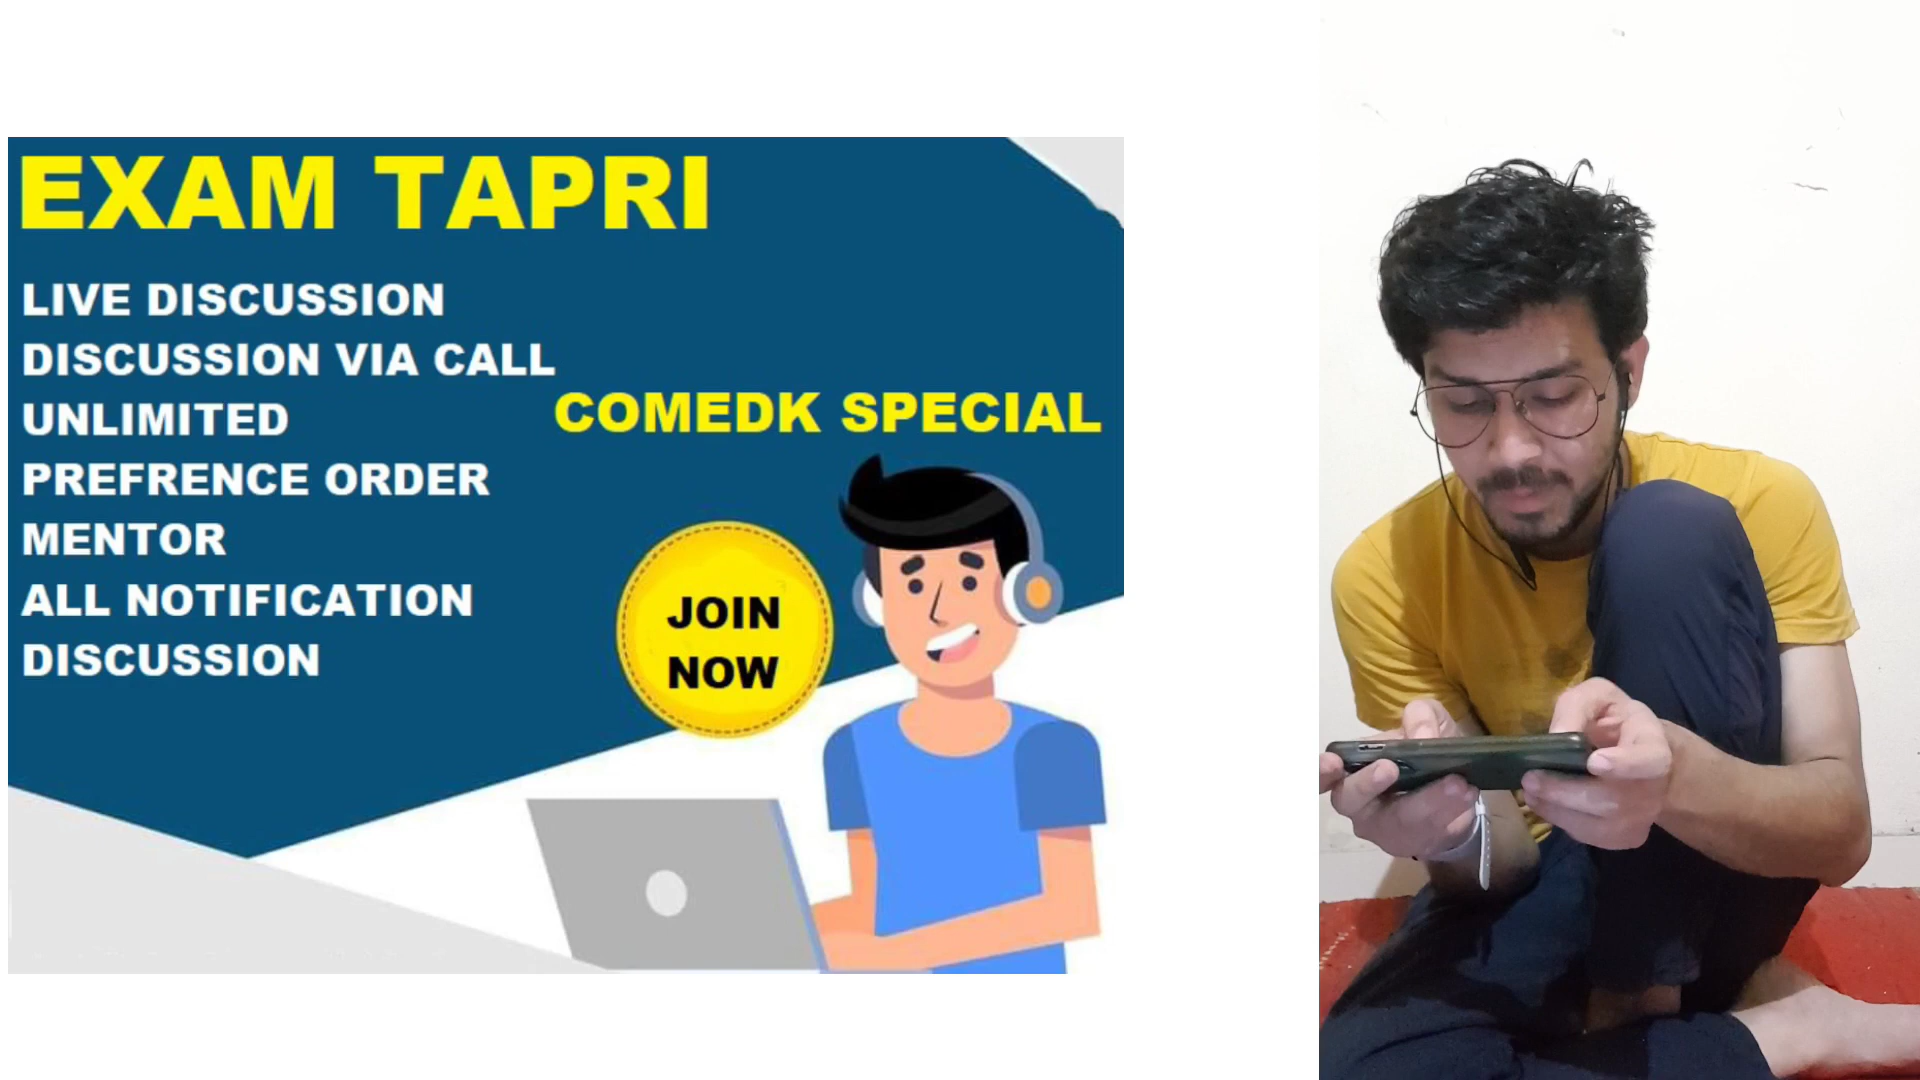 EXAM TAPRI
LIVE DISCUSSION
DISCUSSION VIA CALL
UNLIMITED
PREFRENCE ORDER
MENTOR
ALL NOTIFICATION
DISCUSSION
COMEDK SPECIAL
JOIN
NOW